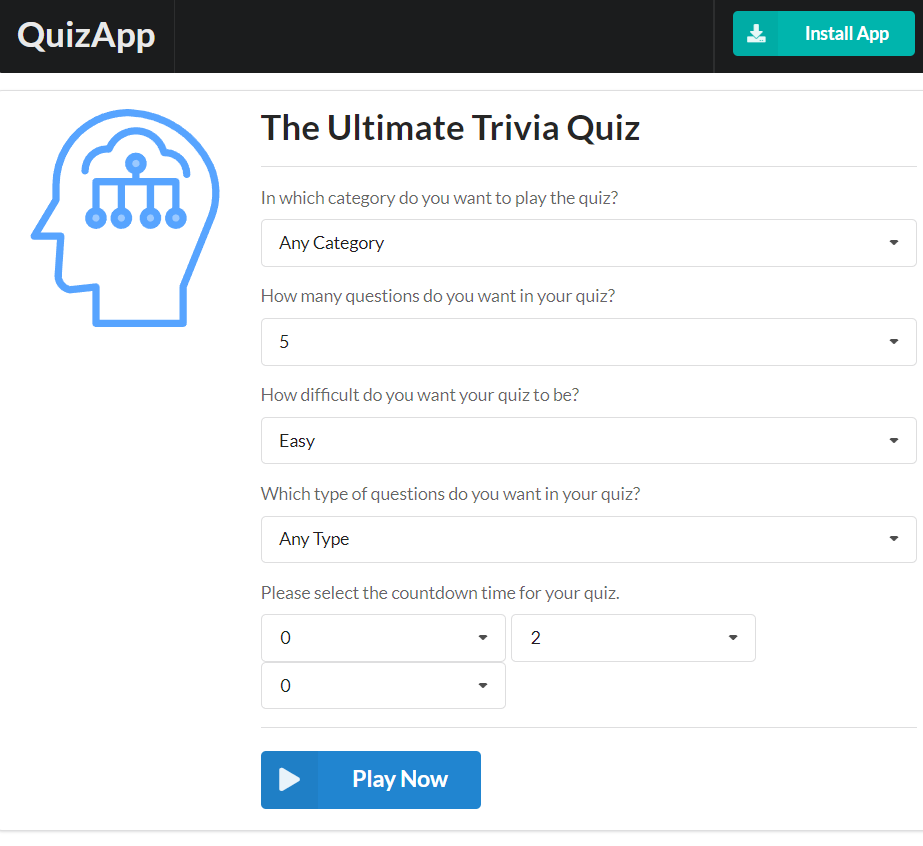 QuizApp
Install App
The Ultimate Trivia Quiz
In which category do you want to play the quiz?
Any Category
How many questions do you want in your quiz?
5
How difficult do you want your quiz to be?
Easy
Which type of questions do you want in your quiz?
Any Type
Please select the countdown time for your quiz.
0
2
0
Play Now